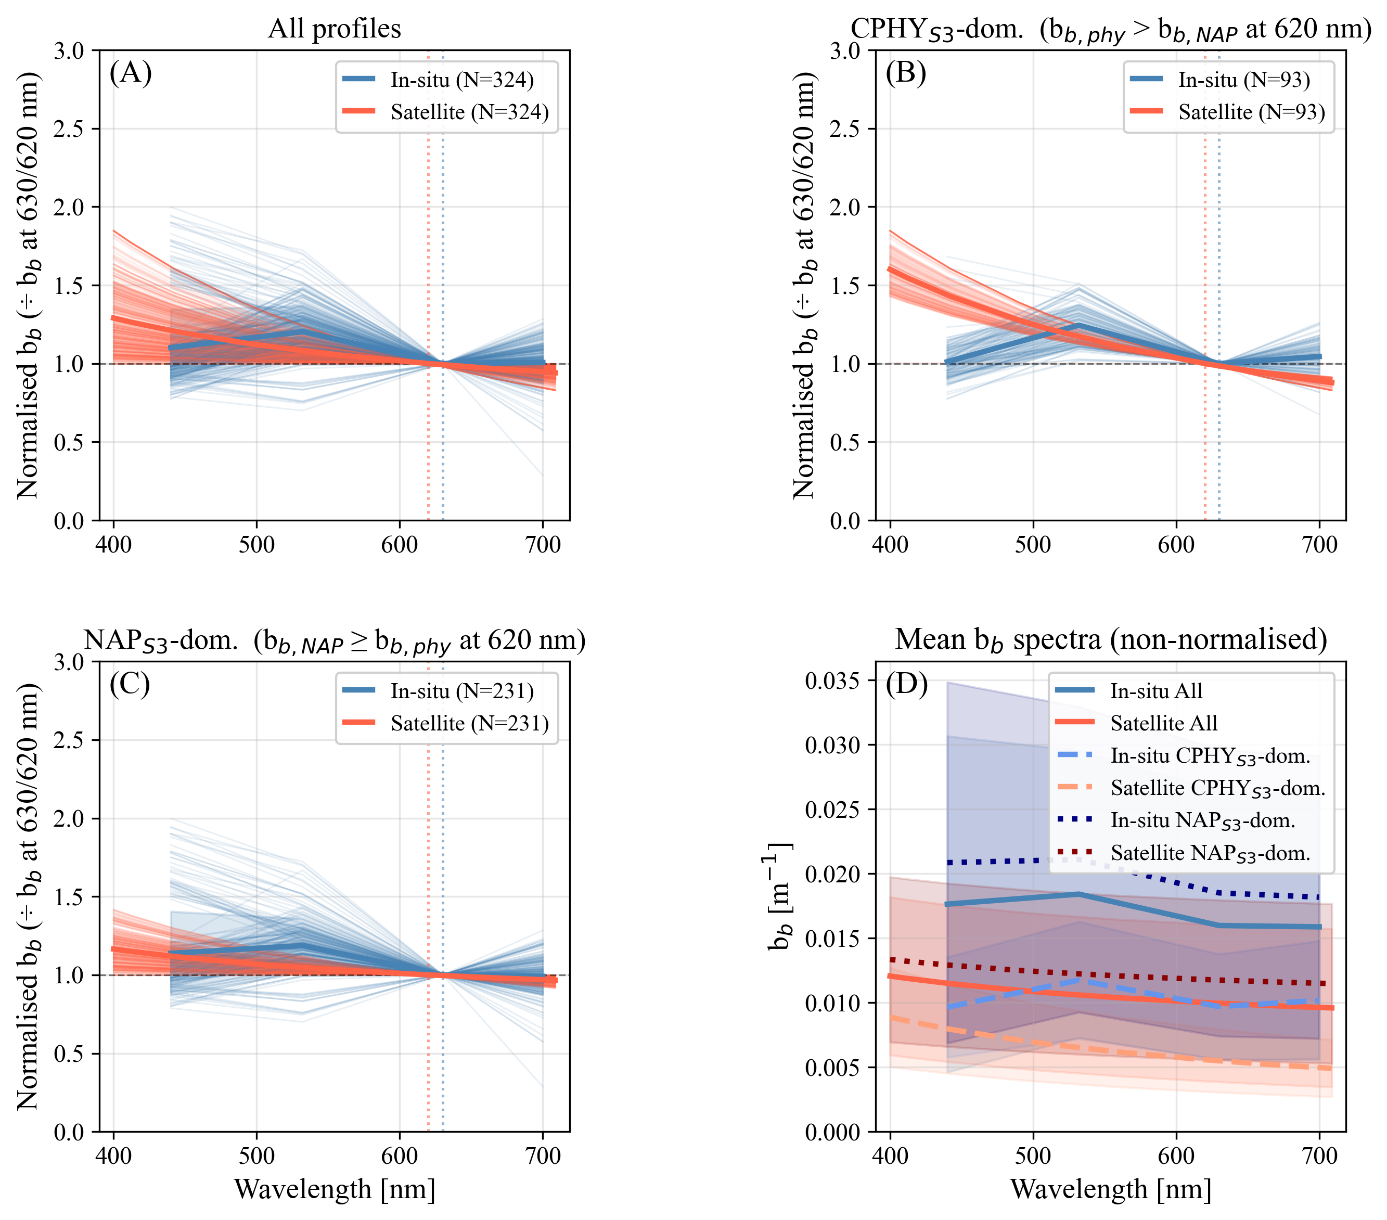 All profiles
(A)
In-situ (N=324)
Satellite (N=324)
Normalised b_b (÷ b_b at 630/620 nm)
3.0
2.5
2.0
1.5
1.0
0.5
0.0
400 500 600 700
CPHY_S3-dom. (b_b,phy > b_b,NAP at 620 nm)
(B)
In-situ (N=93)
Satellite (N=93)
Normalised b_b (÷ b_b at 630/620 nm)
3.0
2.5
2.0
1.5
1.0
0.5
0.0
400 500 600 700
NAP_S3-dom. (b_b,NAP ≥ b_b,phy at 620 nm)
(C)
In-situ (N=231)
Satellite (N=231)
Normalised b_b (÷ b_b at 630/620 nm)
3.0
2.5
2.0
1.5
1.0
0.5
0.0
400 500 600 700
Wavelength [nm]
Mean b_b spectra (non-normalised)
(D)
In-situ All
Satellite All
In-situ CPHY_S3-dom.
Satellite CPHY_S3-dom.
In-situ NAP_S3-dom.
Satellite NAP_S3-dom.
b_b [m⁻¹]
0.035
0.030
0.025
0.020
0.015
0.010
0.005
0.000
400 500 600 700
Wavelength [nm]